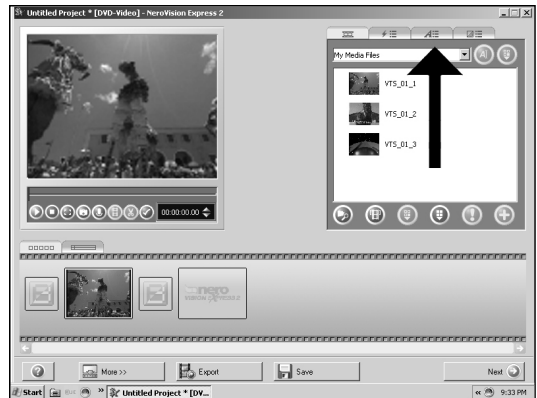 Untitled Project * [DVD-Video] - NeroVision Express 2
My Media Files
VTS_01_1
VTS_01_2
VTS_01_3
00:00:00.00
nero
VISION EXPRESS 2
More >>
Export
Save
Next
Start
Untitled Project * [DV...
9:33 PM